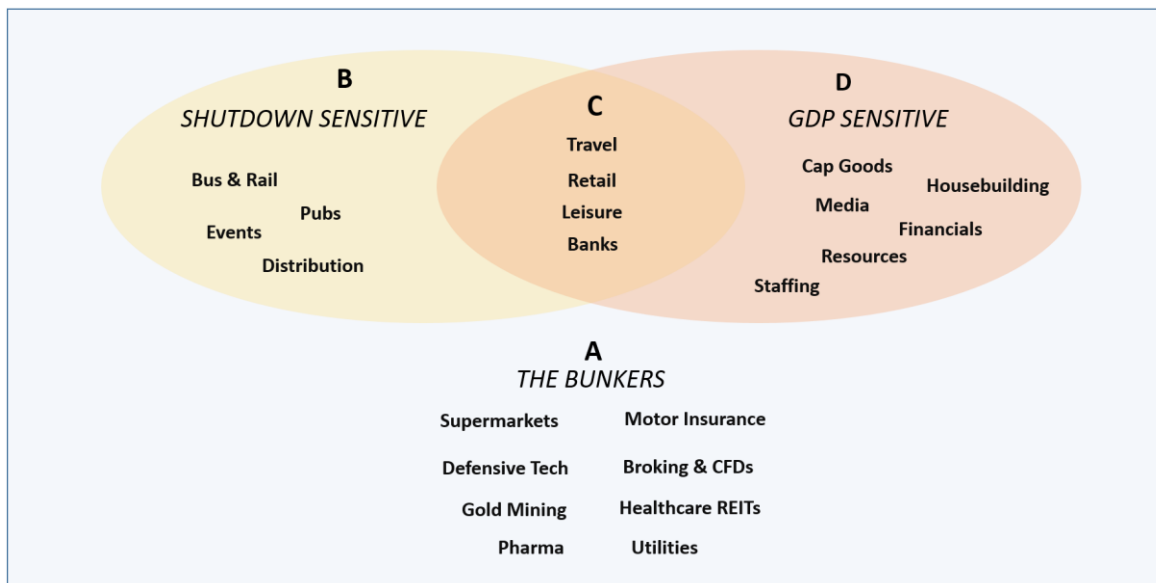 B
SHUTDOWN SENSITIVE
Bus & Rail
Pubs
Events
Distribution
C
Travel
Retail
Leisure
Banks
D
GDP SENSITIVE
Cap Goods
Housebuilding
Media
Financials
Resources
Staffing
A
THE BUNKERS
Supermarkets
Motor Insurance
Defensive Tech
Broking & CFDs
Gold Mining
Healthcare REITs
Pharma
Utilities